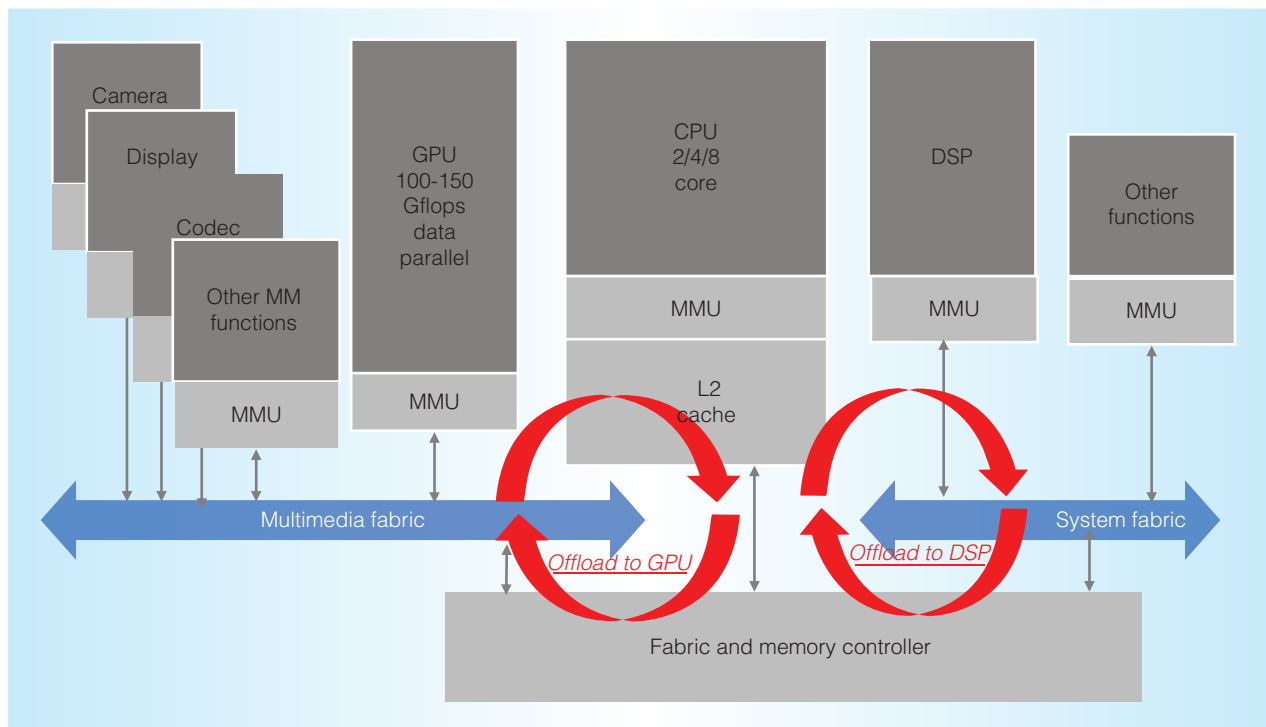 Camera
Display
Codec
Other MM
functions
MMU
GPU
100-150
Gflops
data
parallel
MMU
CPU
2/4/8
core
MMU
L2
cache
DSP
MMU
Other
functions
MMU
Multimedia fabric
System fabric
Offload to GPU
Offload to DSP
Fabric and memory controller